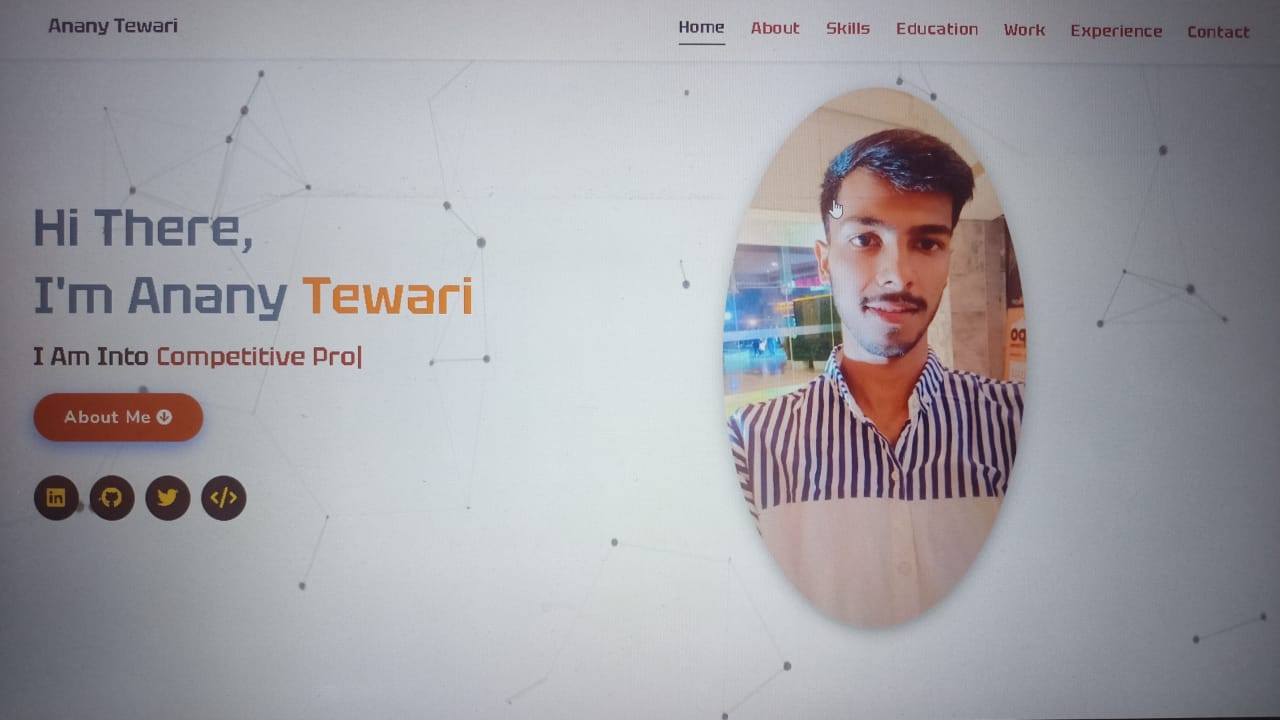 Anany Tewari
Home About Skills Education Work Experience Contact
Hi There,
I'm Anany Tewari
I Am Into Competitive Pro|
About Me
in
</>